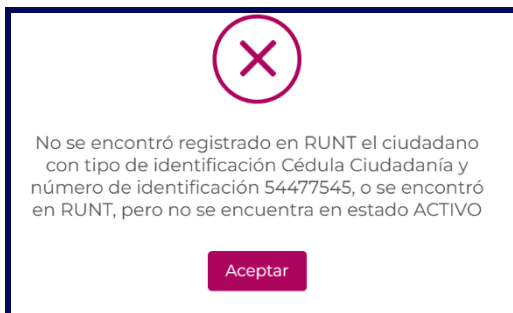 No se encontró registrado en RUNT el ciudadano
con tipo de identificación Cédula Ciudadanía y
número de identificación 54477545, o se encontró
en RUNT, pero no se encuentra en estado ACTIVO
Aceptar